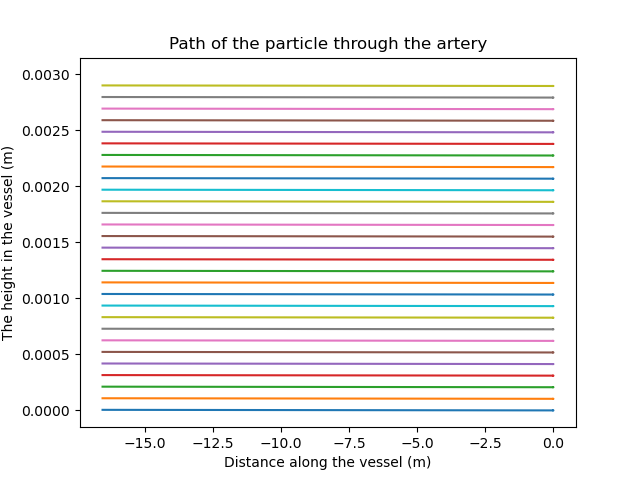 Path of the particle through the artery
0.0030
0.0025
0.0020
0.0015
0.0010
0.0005
0.0000
The height in the vessel (m)
−15.0 −12.5 −10.0 −7.5 −5.0 −2.5 0.0
Distance along the vessel (m)